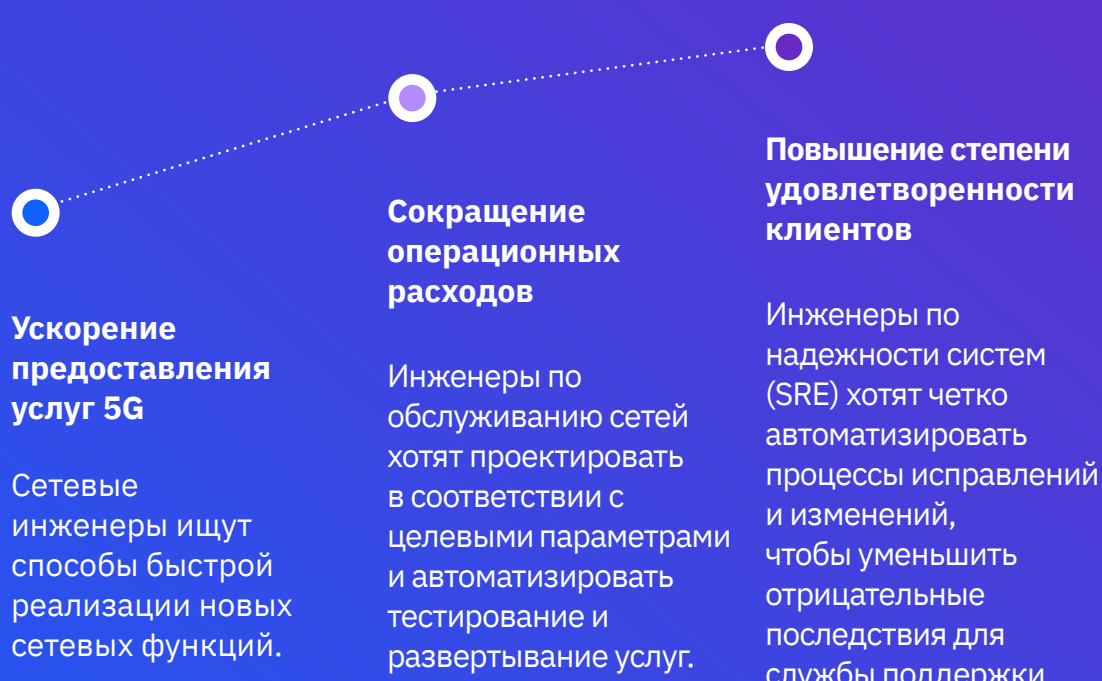 Ускорение
предоставления
услуг 5G
Сетевые
инженеры ищут
способы быстрой
реализации новых
сетевых функций.
Сокращение
операционных
расходов
Инженеры по
обслуживанию сетей
хотят проектировать
в соответствии с
целевыми параметрами
и автоматизировать
тестирование и
развертывание услуг.
Повышение степени
удовлетворенности
клиентов
Инженеры по
надежности систем
(SRE) хотят четко
автоматизировать
процессы исправлений
и изменений,
чтобы уменьшить
отрицательные
последствия для
службы поддержки